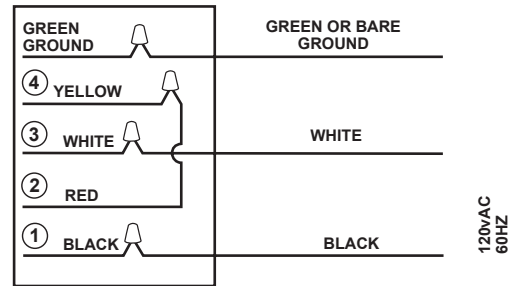 GREEN
GROUND
GREEN OR BARE
GROUND
4 YELLOW
3 WHITE
WHITE
2 RED
1 BLACK
BLACK
120vAC
60HZ